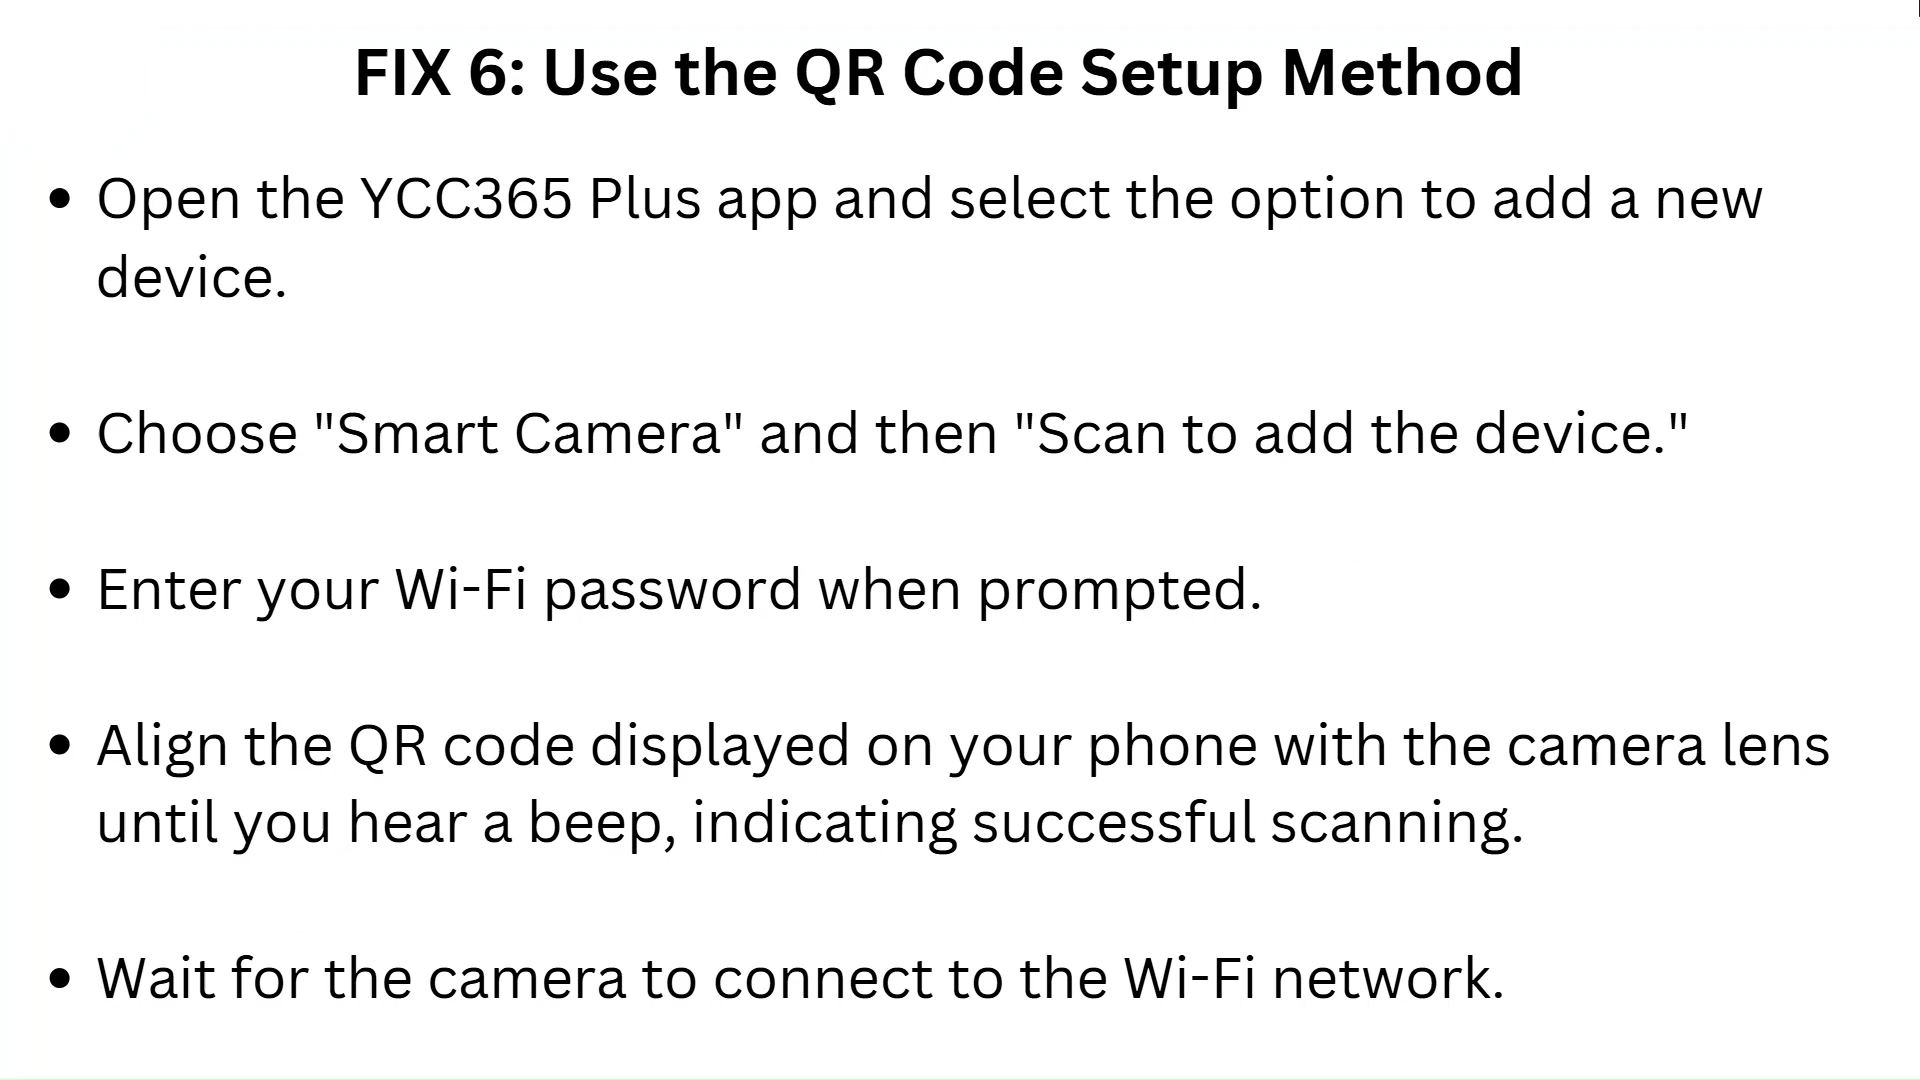 FIX 6: Use the QR Code Setup Method
• Open the YCC365 Plus app and select the option to add a new
device.
• Choose "Smart Camera" and then "Scan to add the device."
• Enter your Wi-Fi password when prompted.
• Align the QR code displayed on your phone with the camera lens
until you hear a beep, indicating successful scanning.
• Wait for the camera to connect to the Wi-Fi network.